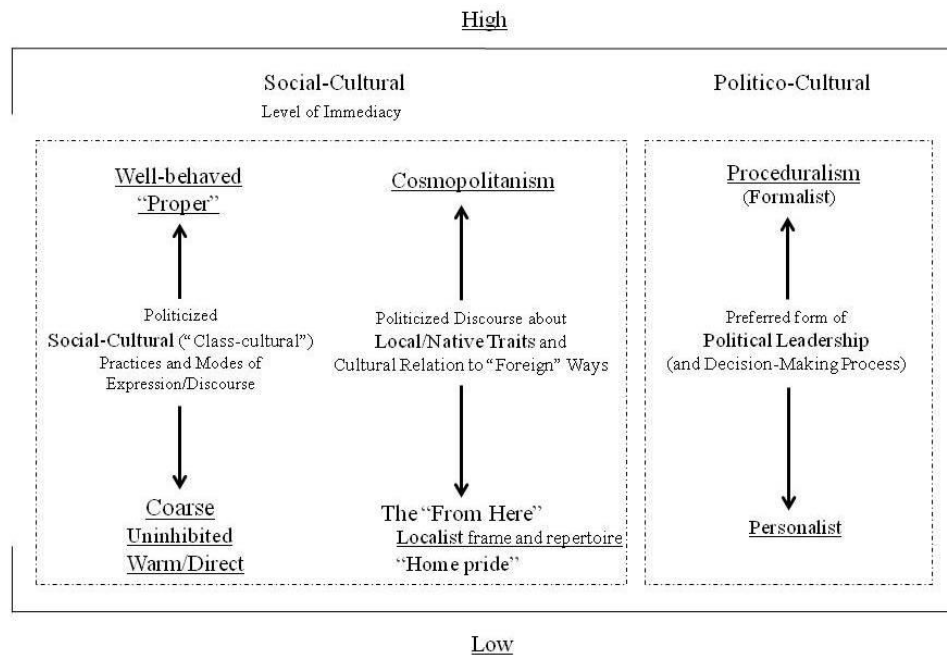 High
Social-Cultural
Level of Immediacy
Politico-Cultural
Well-behaved
“Proper”
Politicized
Social-Cultural (“Class-cultural”)
Practices and Modes of
Expression/Discourse
Coarse
Uninhibited
Warm/Direct
Cosmopolitanism
Politicized Discourse about
Local/Native Traits and
Cultural Relation to “Foreign” Ways
The “From Here”
Localist frame and repertoire
“Home pride”
Proceduralism
(Formalist)
Preferred form of
Political Leadership
(and Decision-Making Process)
Personalist
Low